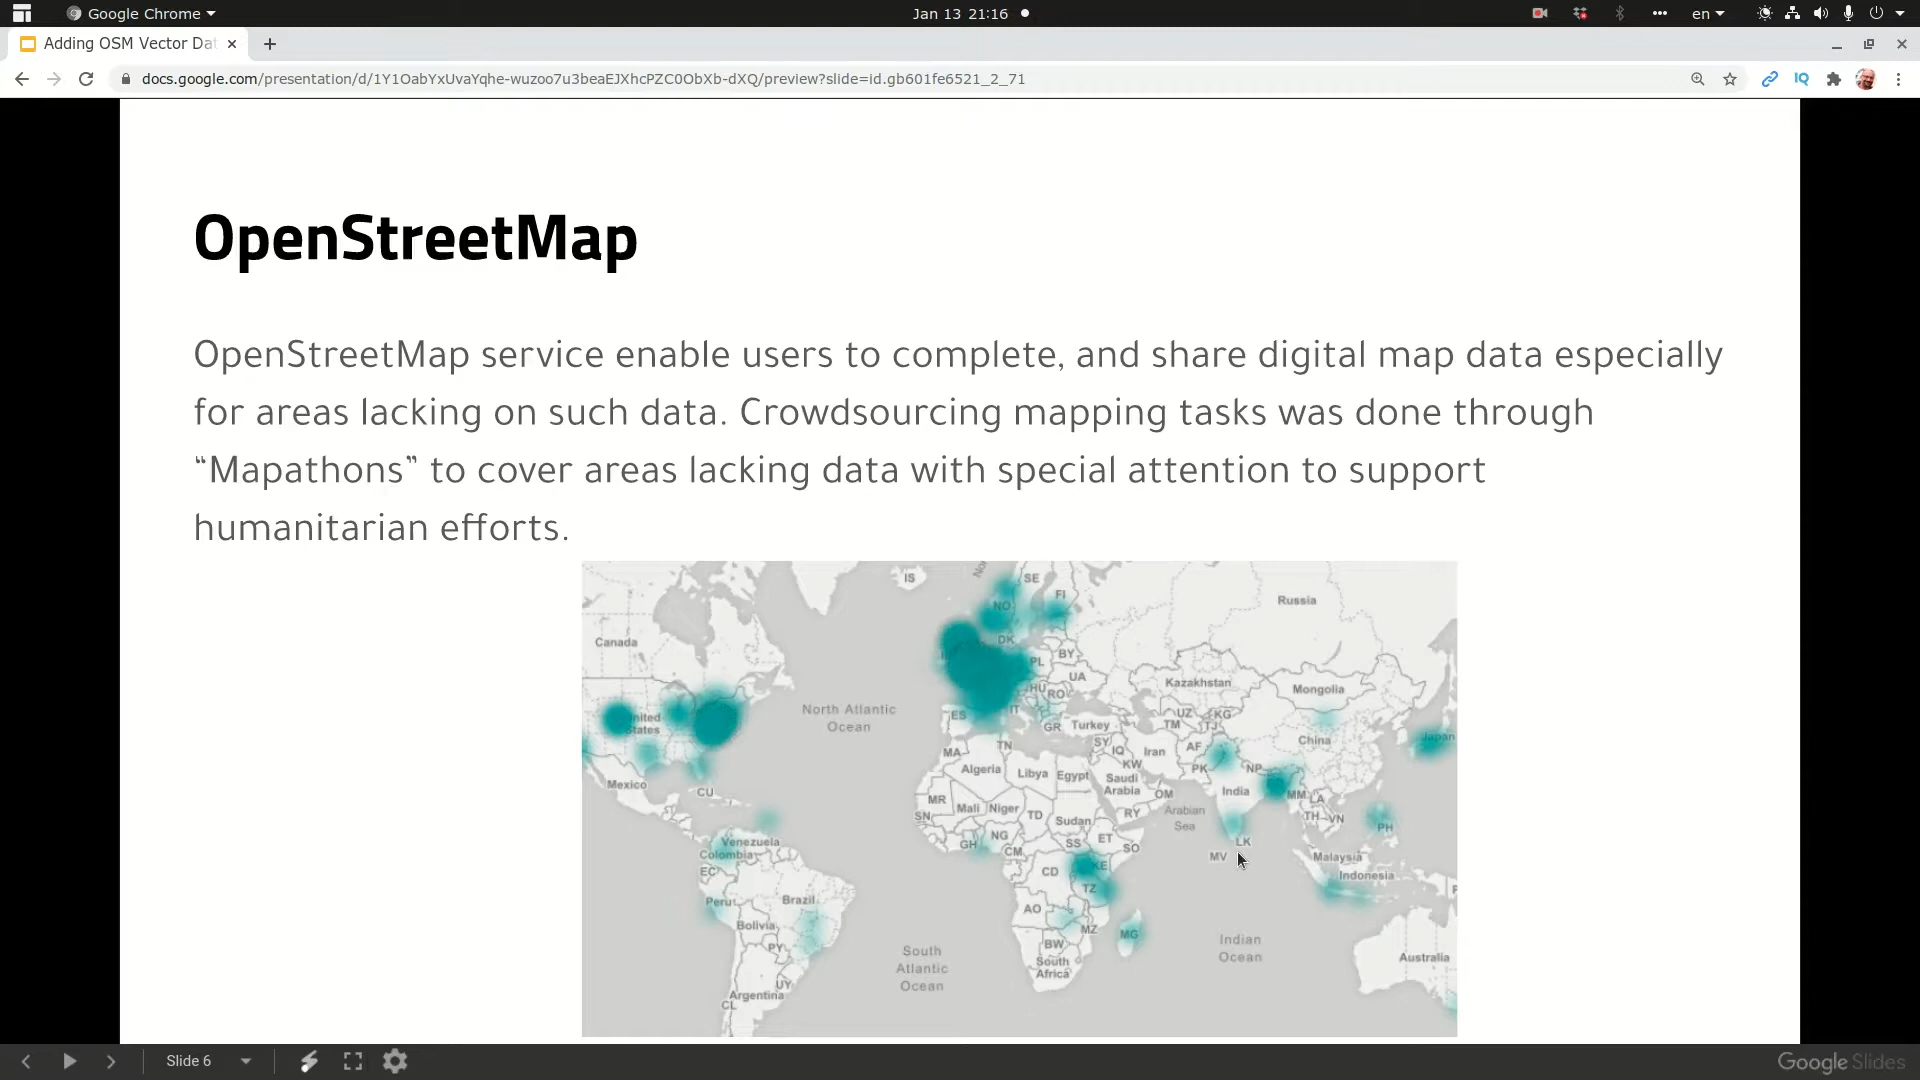 Google Chrome
Jan 13 21:16
en
Adding OSM Vector Dat
docs.google.com/presentation/d/1Y1OabYxUvaYqhe-wuzoo7u3beaEJXhcPZC0ObXb-dXQ/preview?slide=id.gb601fe6521_2_71
IQ
OpenStreetMap
OpenStreetMap service enable users to complete, and share digital map data especially
for areas lacking on such data. Crowdsourcing mapping tasks was done through
“Mapathons” to cover areas lacking data with special attention to support
humanitarian efforts.
IS
SE
FI
NO
Russia
Canada
DK
BY
PL
UA
Kazakhstan
Mongolia
HU
RO
IT
ES
North Atlantic
Ocean
United
States
GR
Turkey
UZ
KG
TM
TJ
China
Japan
MA
TN
SY
IQ
Iran
AF
Algeria
Libya
Egypt
KW
PK
NP
Mexico
CU
Saudi
Arabia
OM
India
MM
LA
MR
Mali
Niger
TD
Sudan
RY
Arabian
Sea
TH
VN
PH
SN
NG
ET
GH
CM
SS
SO
LK
MV
Venezuela
Colombia
Malaysia
Indonesia
EC
CD
KE
TZ
Peru
Brazil
AO
MZ
MG
Bolivia
PY
BW
South
Africa
Indian
Ocean
South
Atlantic
Ocean
Australia
UY
Argentina
CL
Slide 6
Google Slides